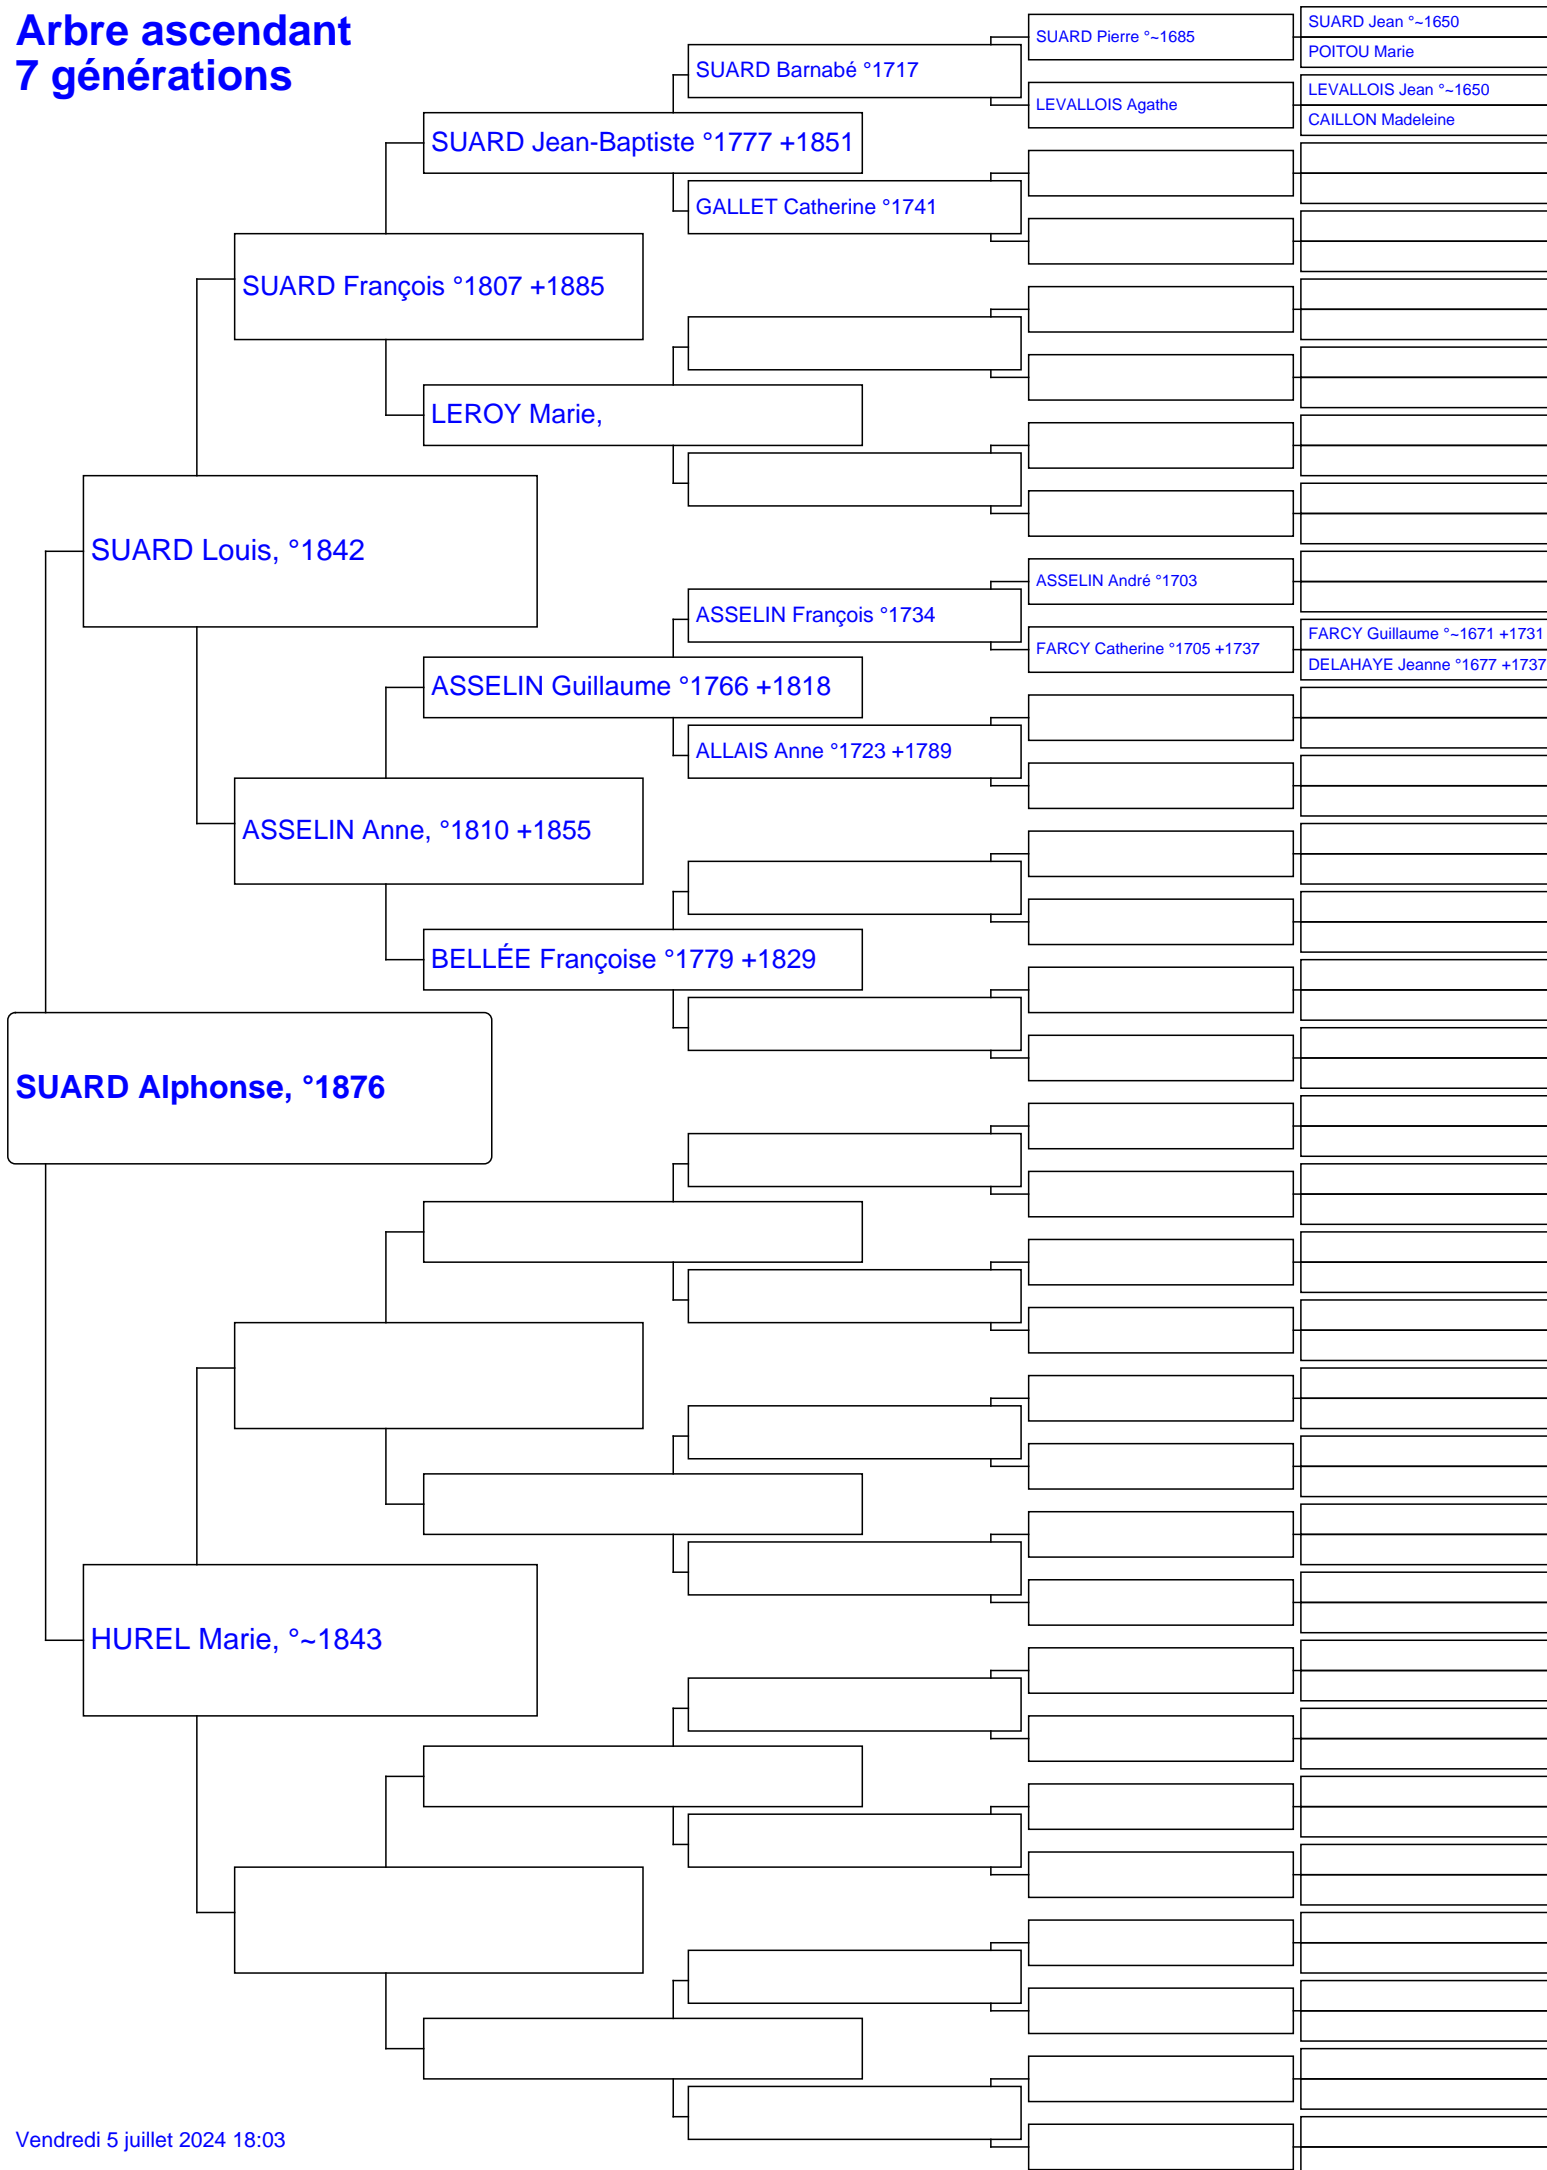 Arbre ascendant
7 générations
SUARD Jean °~1650
SUARD Pierre °~1685
POITOU Marie
SUARD Barnabé °1717
LEVALLOIS Jean °~1650
LEVALLOIS Agathe
CAILLON Madeleine
SUARD Jean-Baptiste °1777 +1851
GALLET Catherine °1741
SUARD François °1807 +1885
LEROY Marie,
SUARD Louis, °1842
ASSELIN André °1703
ASSELIN François °1734
FARCY Guillaume °~1671 +1731
FARCY Catherine °1705 +1737
DELAHAYE Jeanne °1677 +1737
ASSELIN Guillaume °1766 +1818
ALLAIS Anne °1723 +1789
ASSELIN Anne, °1810 +1855
BELLÉE Françoise °1779 +1829
SUARD Alphonse, °1876
HUREL Marie, °~1843
Vendredi 5 juillet 2024 18:03